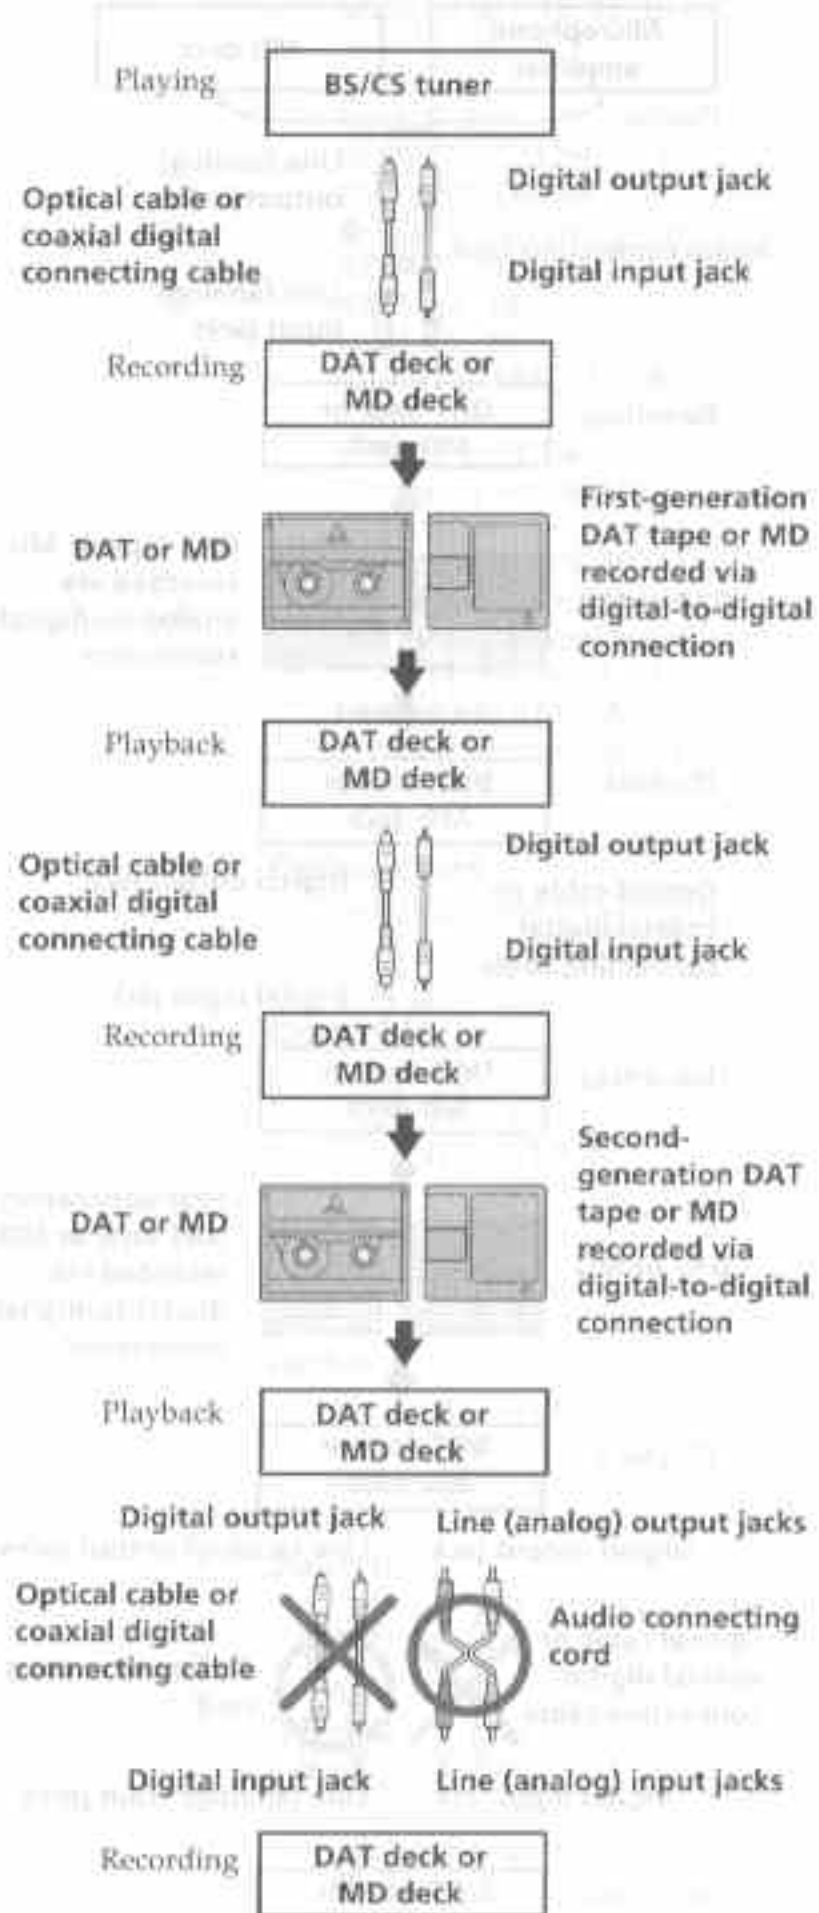 Playing
BS/CS tuner
Optical cable or
coaxial digital
connecting cable
Digital output jack
Digital input jack
Recording
DAT deck or
MD deck
DAT or MD
First-generation
DAT tape or MD
recorded via
digital-to-digital
connection
Playback
DAT deck or
MD deck
Optical cable or
coaxial digital
connecting cable
Digital output jack
Digital input jack
Recording
DAT deck or
MD deck
DAT or MD
Second-
generation DAT
tape or MD
recorded via
digital-to-digital
connection
Playback
DAT deck or
MD deck
Digital output jack
Line (analog) output jacks
Optical cable or
coaxial digital
connecting cable
Audio connecting
cord
Digital input jack
Line (analog) input jacks
Recording
DAT deck or
MD deck